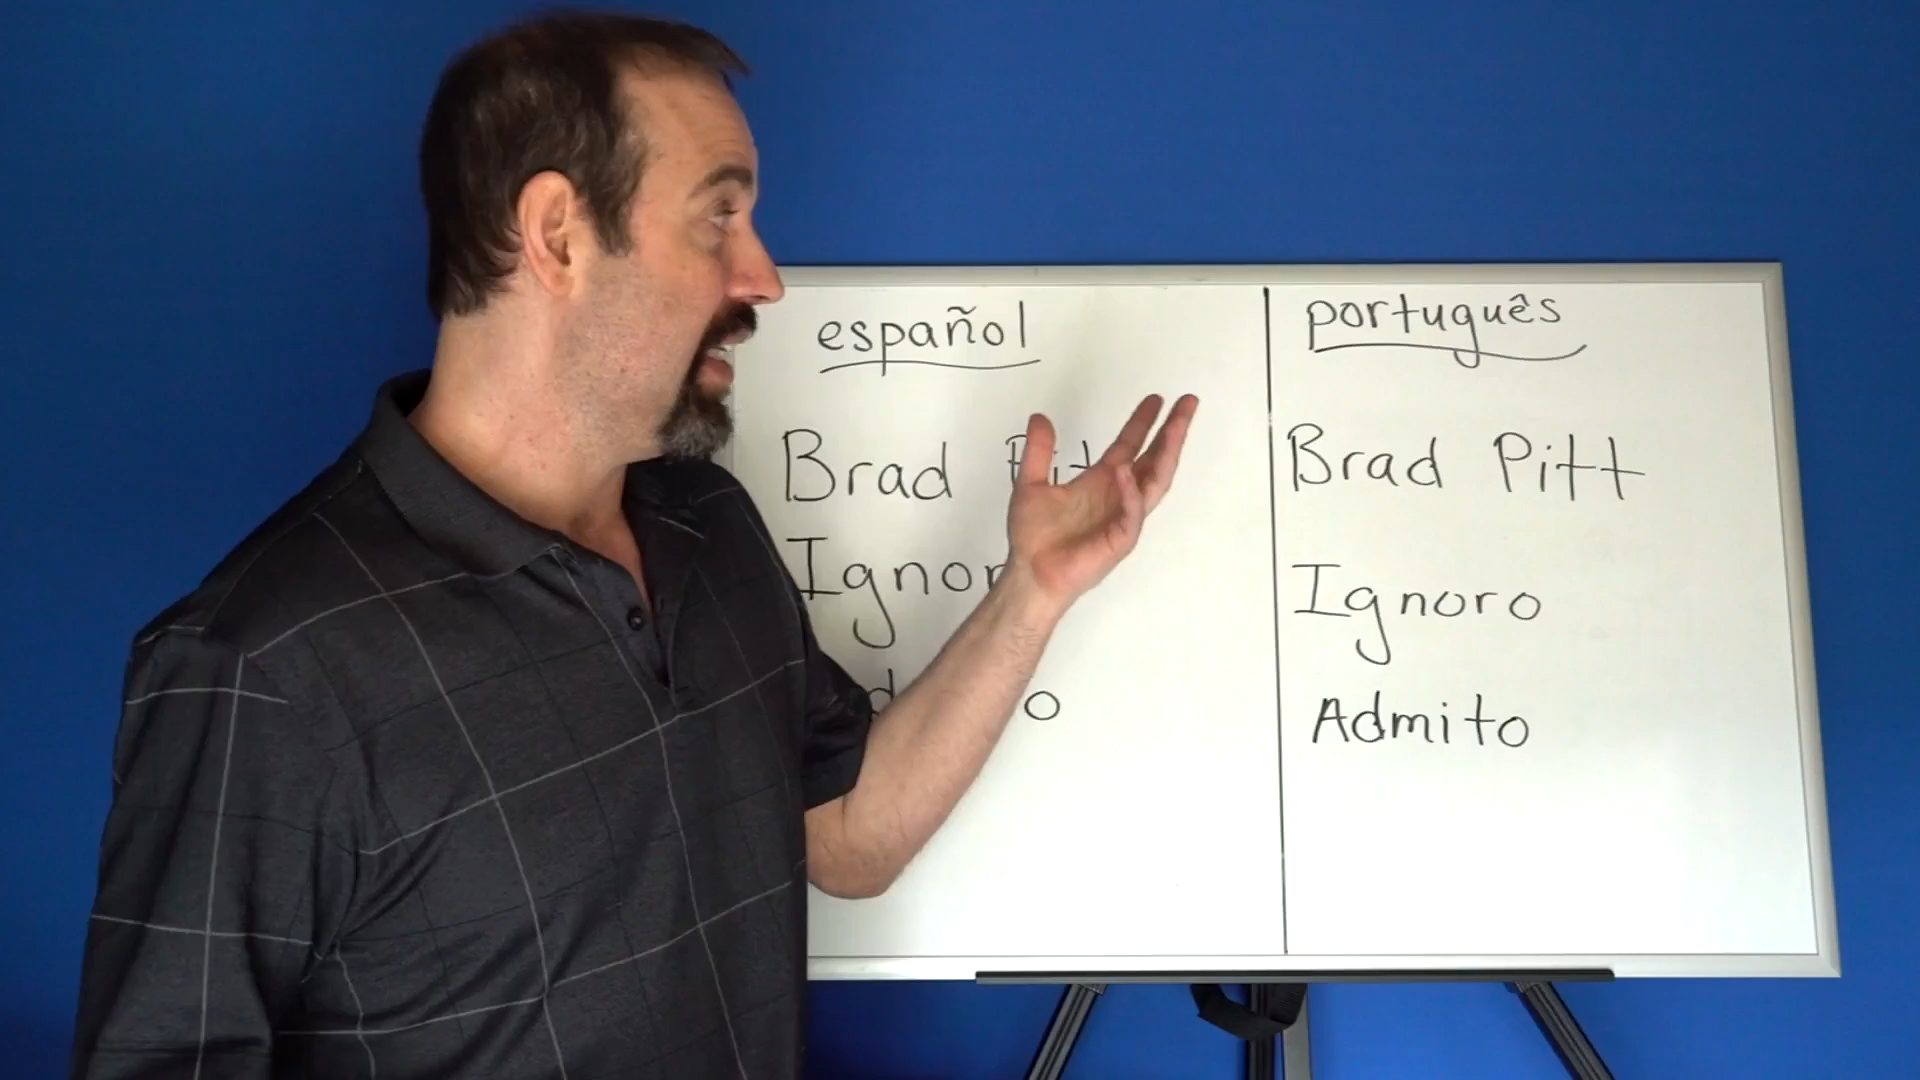 español
Brad
português
Brad Pitt
Ignoro
Admito